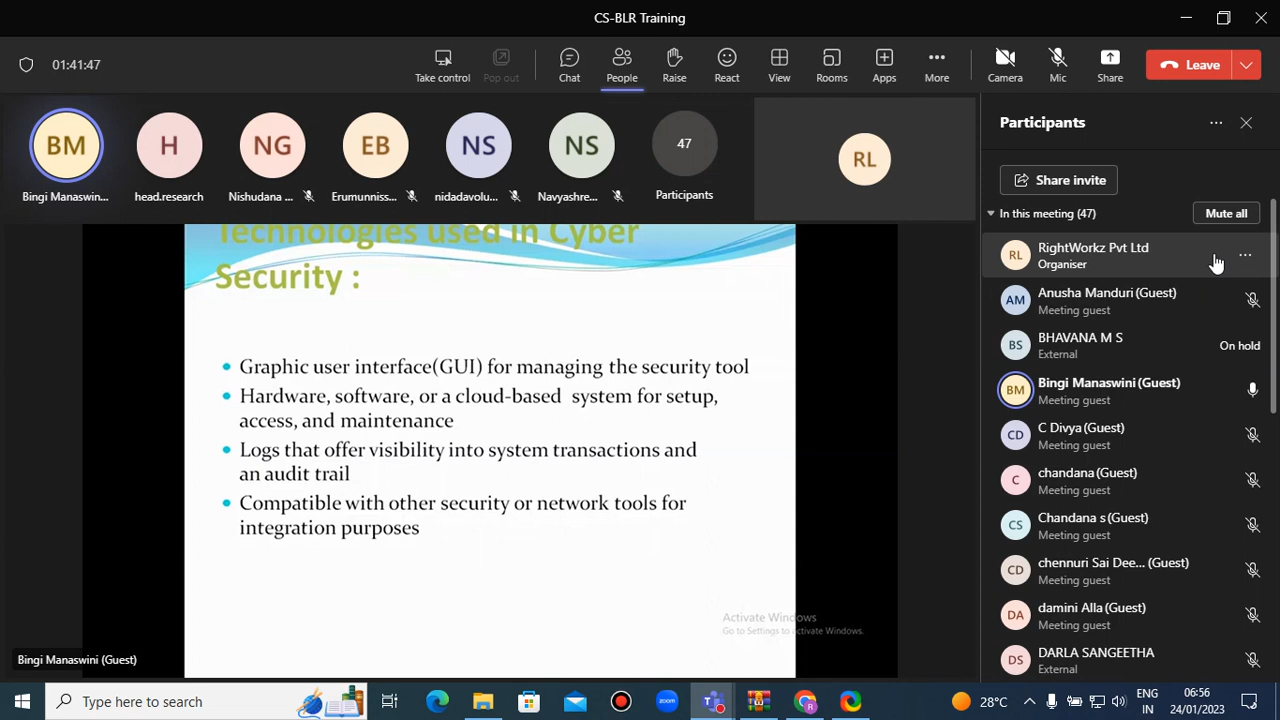 CS-BLR Training
01:41:47
Take control
Pop out
Chat
People
Raise
React
View
Rooms
Apps
More
Camera
Mic
Share
Leave
BM
H
NG
EB
NS
NS
47
RL
Bingi Manaswin...
head.research
Nishudana ...
Erumunniss...
nidadavolu...
Navyashre...
Participants
Technologies used in Cyber
Security :
Graphic user interface(GUI) for managing the security tool
Hardware, software, or a cloud-based system for setup,
access, and maintenance
Logs that offer visibility into system transactions and
an audit trail
Compatible with other security or network tools for
integration purposes
Activate Windows
Go to Settings to activate Windows.
Bingi Manaswini (Guest)
Participants
Share invite
In this meeting (47)
Mute all
RL
RightWorkz Pvt Ltd
Organiser
AM
Anusha Manduri (Guest)
Meeting guest
BS
BHAVANA M S
External
On hold
BM
Bingi Manaswini (Guest)
Meeting guest
CD
C Divya (Guest)
Meeting guest
C
chandana (Guest)
Meeting guest
CS
Chandana s (Guest)
Meeting guest
CD
chennuri Sai Dee... (Guest)
Meeting guest
DA
damini Alla (Guest)
Meeting guest
DS
DARLA SANGEETHA
External
Type here to search
zoom
28°C
ENG
IN
06:56
24/01/2023